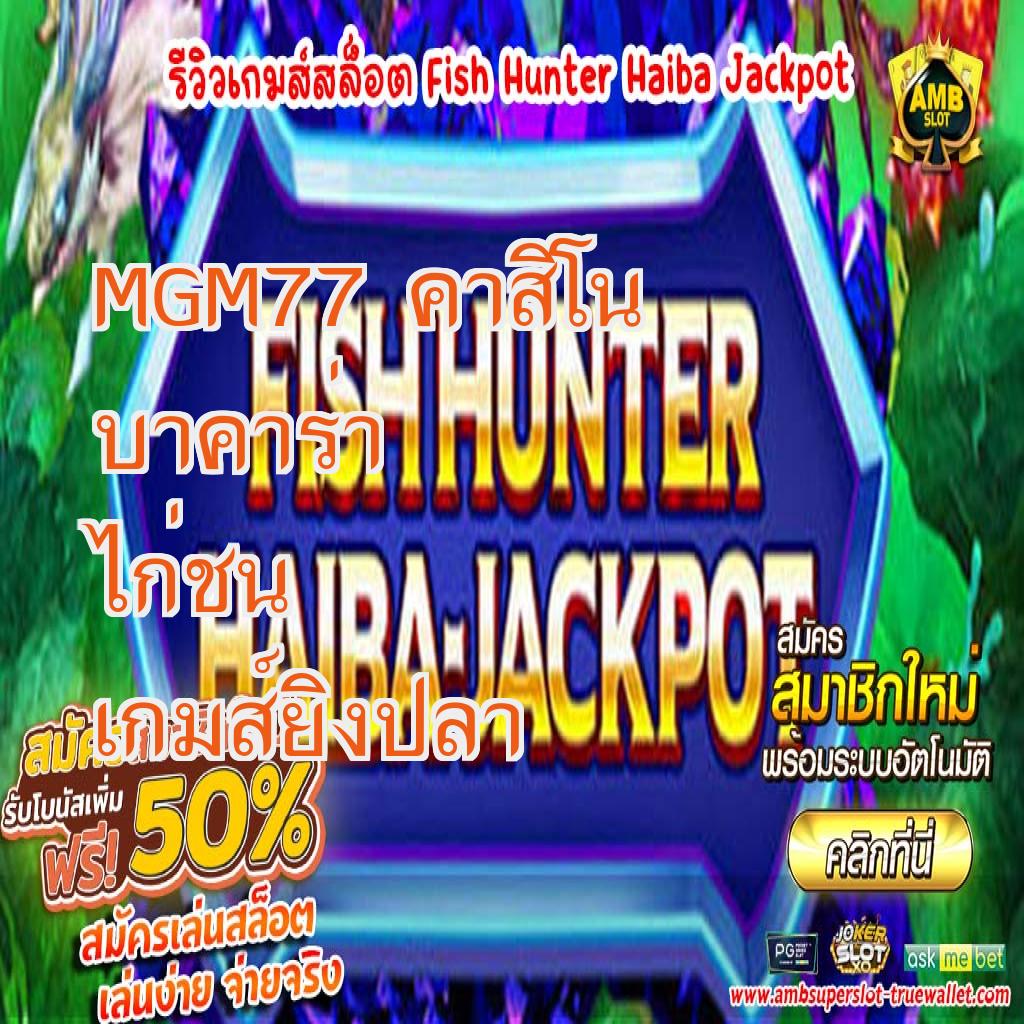 รีวิวเกมส์สล็อต Fish Hunter Haiba Jackpot
AMB
SLOT
MGM77 คาสิโน
FISH HUNTER
บาคาร่า
ไก่ชน
HAIBA JACKPOT
เกมส์ยิงปลา
สมัคร
สมาชิกใหม่
พร้อมระบบอัตโนมัติ
คลิกที่นี่
รับโบนัสเพิ่ม
ฟรี! 50%
สมัครเล่นสล็อต
เล่นง่าย จ่ายจริง
PG
JOKER
SLOT
XO
ask me bet
www.ambsuperslot-truewallet.com